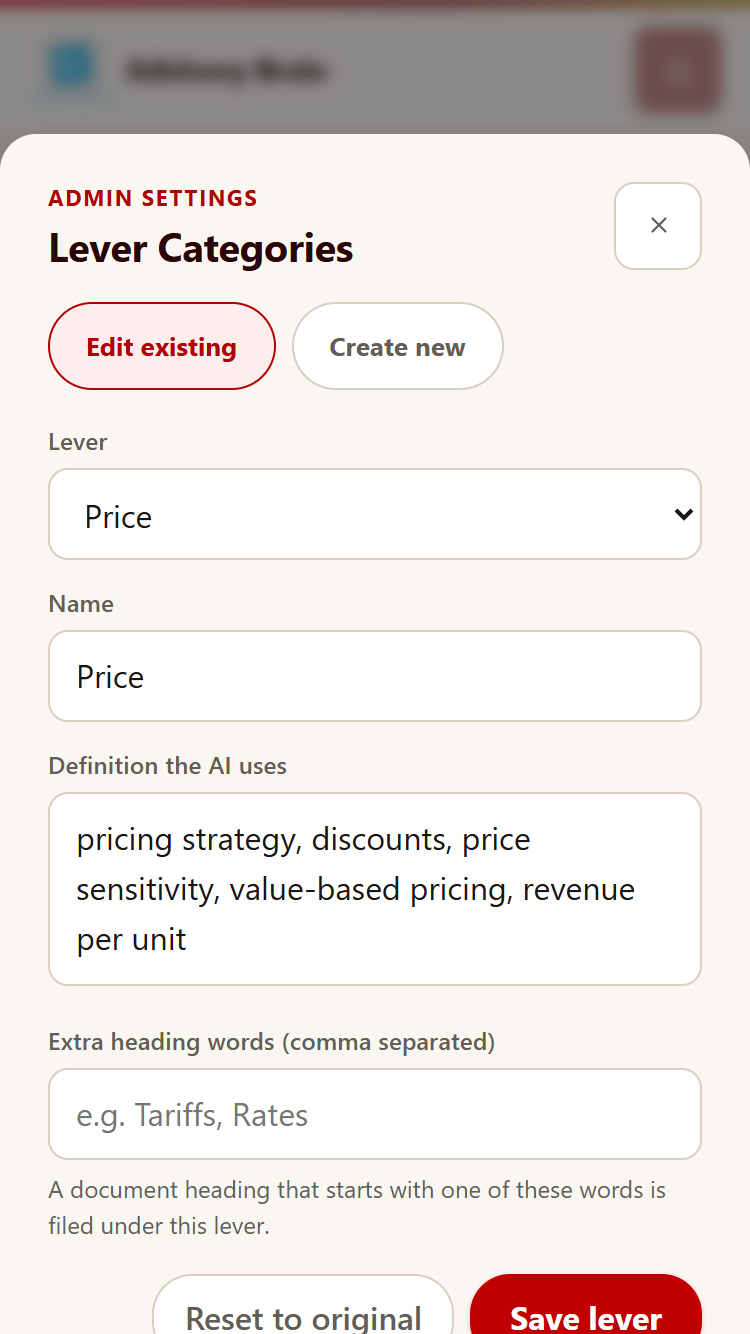 Advisory Brain
ADMIN SETTINGS
Lever Categories
×
Edit existing
Create new
Lever
Price
Name
Price
Definition the AI uses
pricing strategy, discounts, price
sensitivity, value-based pricing, revenue
per unit
Extra heading words (comma separated)
e.g. Tariffs, Rates
A document heading that starts with one of these words is
filed under this lever.
Reset to original
Save lever